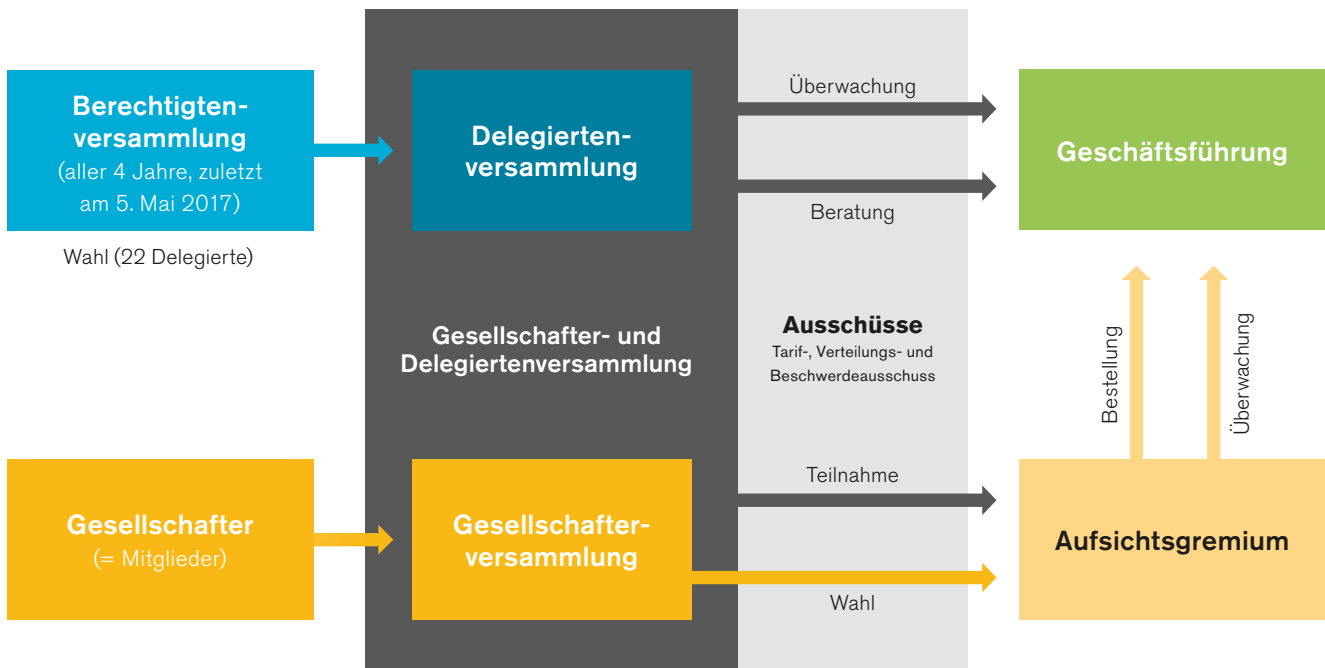 Berechtigten-
versammlung
(aller 4 Jahre, zuletzt
am 5. Mai 2017)
Wahl (22 Delegierte)
Delegierten-
versammlung
Überwachung
Beratung
Geschäftsführung
Gesellschafter- und
Delegiertenversammlung
Ausschüsse
Tarif-, Verteilungs- und
Beschwerdeausschuss
Bestellung
Überwachung
Gesellschafter
(= Mitglieder)
Gesellschafter-
versammlung
Teilnahme
Wahl
Aufsichtsgremium